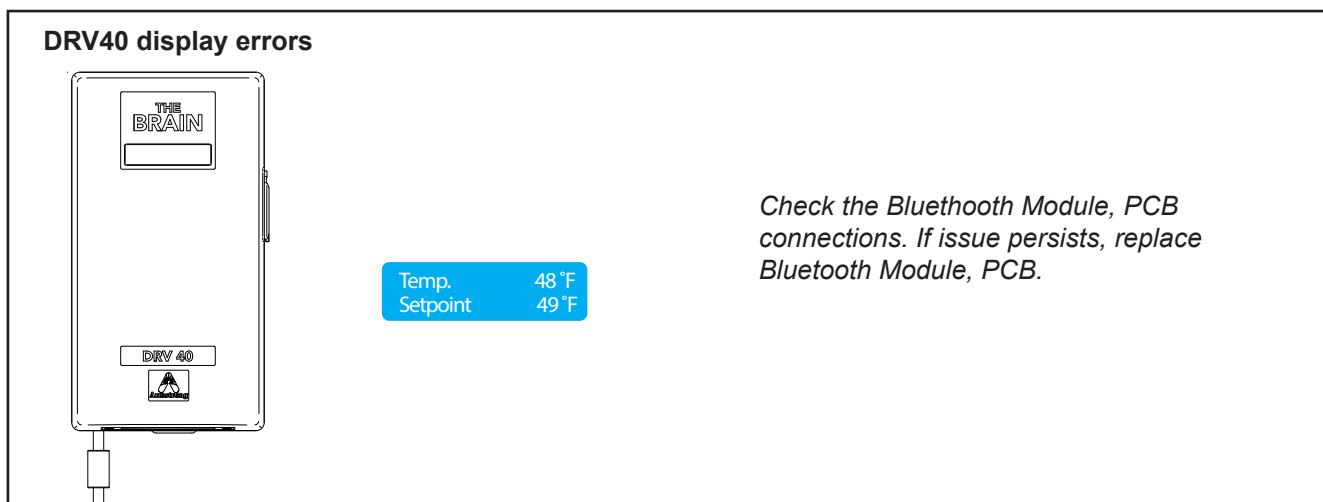 DRV40 display errors
THE
BRAIN
Check the Bluethooth Module, PCB
connections. If issue persists, replace
Bluetooth Module, PCB.
Temp. 48 °F
Setpoint 49 °F
DRV 40
Armstrong